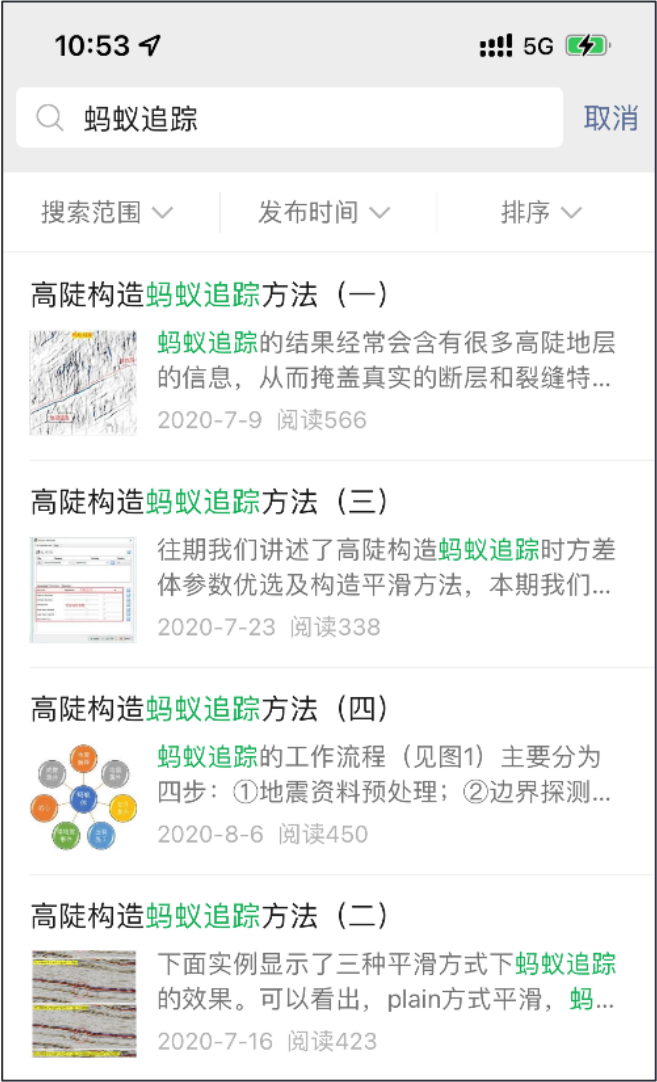 10:53
5G
蚂蚁追踪
取消
搜索范围
发布时间
排序
高陡构造蚂蚁追踪方法（一）
蚂蚁追踪的结果经常会含有很多高陡地层
的信息，从而掩盖真实的断层和裂缝特...
2020-7-9 阅读566
高陡构造蚂蚁追踪方法（三）
往期我们讲述了高陡构造蚂蚁追踪时方差
体参数优选及构造平滑方法，本期我们...
2020-7-23 阅读338
高陡构造蚂蚁追踪方法（四）
蚂蚁追踪的工作流程（见图1）主要分为
四步：①地震资料预处理；②边界探测...
2020-8-6 阅读450
高陡构造蚂蚁追踪方法（二）
下面实例显示了三种平滑方式下蚂蚁追踪
的效果。可以看出，plain方式平滑，蚂...
2020-7-16 阅读423